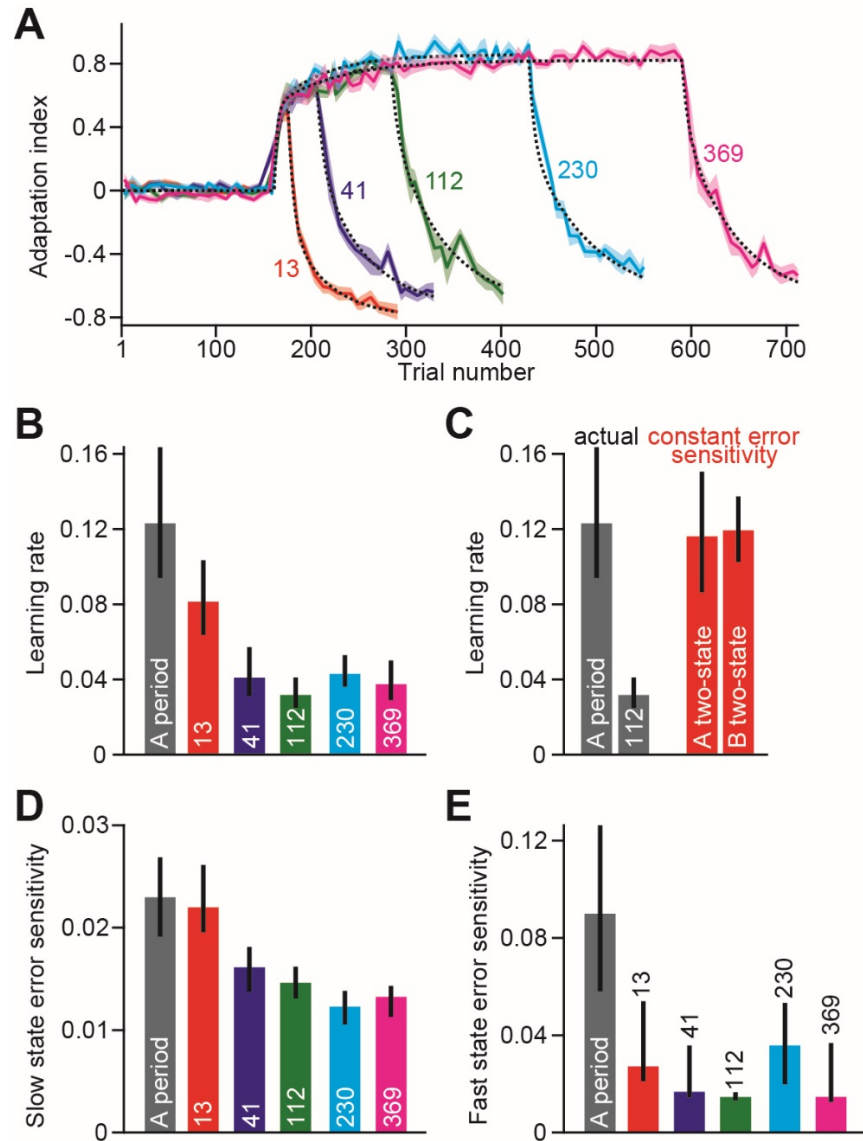 A
Adaptation index
0.8
0.4
0
-0.4
-0.8
13
41
112
230
369
1 100 200 300 400 500 600 700
Trial number
B
Learning rate
0.16
0.12
0.08
0.04
0
A period
13
41
112
230
369
C
actual constant error
sensitivity
Learning rate
0.16
0.12
0.08
0.04
0
A period
112
A two-state
B two-state
D
Slow state error sensitivity
0.03
0.02
0.01
0
A period
13
41
112
230
369
E
Fast state error sensitivity
0.12
0.08
0.04
0
A period
13
41
112
230
369